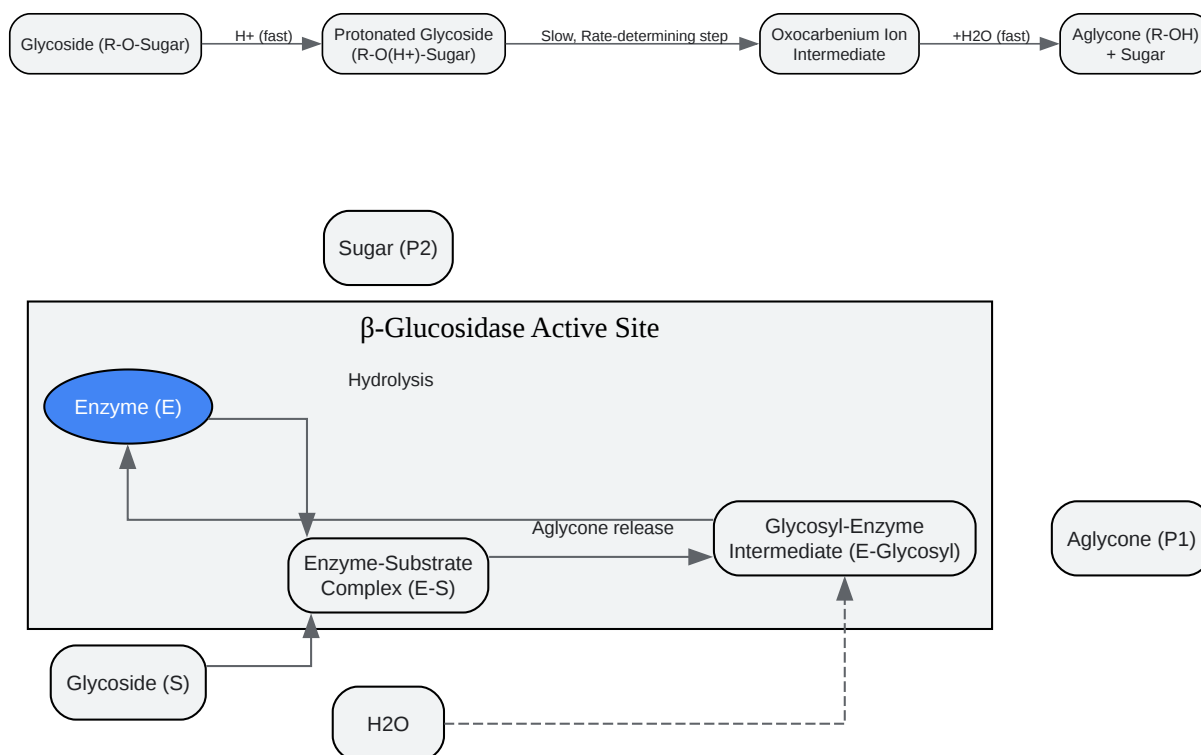 Glycoside (R-O-Sugar)
H+ (fast)
Protonated Glycoside
(R-O(H+)-Sugar)
Slow, Rate-determining step
Oxocarbenium Ion
Intermediate
+H2O (fast)
Aglycone (R-OH)
+ Sugar
Sugar (P2)
β-Glucosidase Active Site
Hydrolysis
Enzyme (E)
Aglycone release
Glycosyl-Enzyme
Intermediate (E-Glycosyl)
Aglycone (P1)
Enzyme-Substrate
Complex (E-S)
Glycoside (S)
H2O